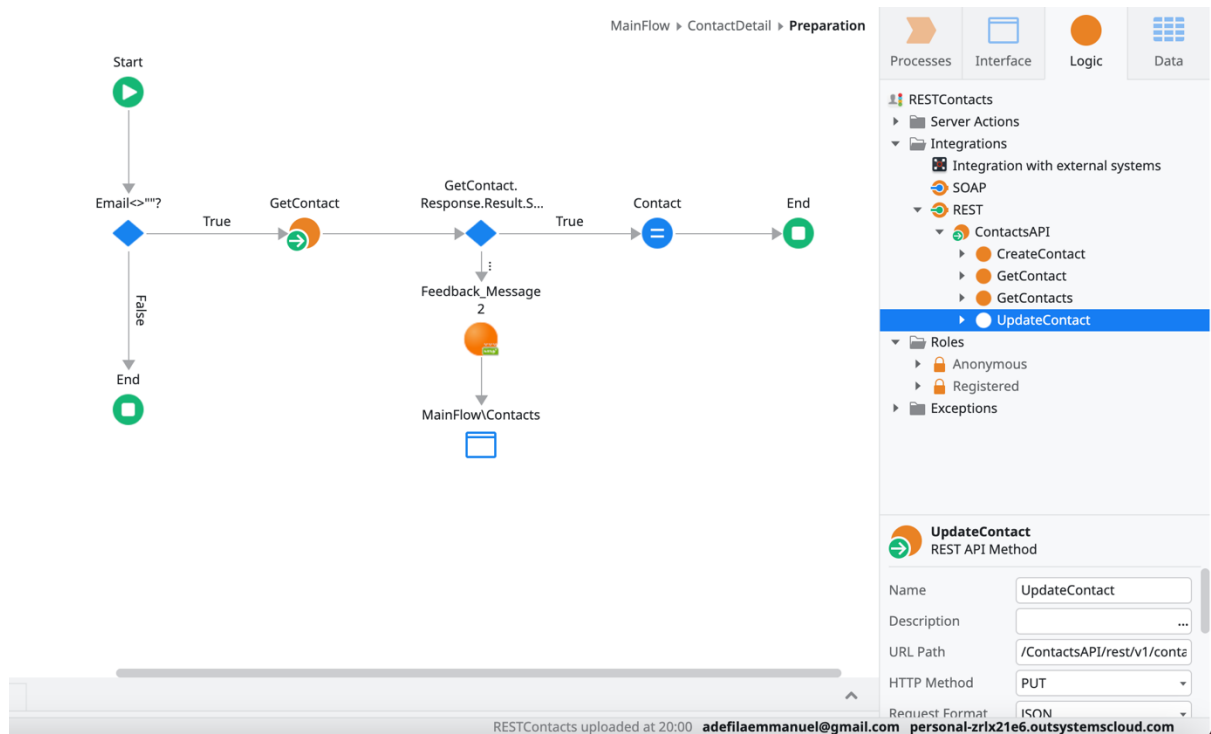 MainFlow ▸ ContactDetail ▸ Preparation
Start
Email<>""?
True
GetContact
GetContact.
Response.Result.S...
True
Contact
End
False
Feedback_Message
2
End
MainFlow\Contacts
Processes
Interface
Logic
Data
RESTContacts
Server Actions
Integrations
Integration with external systems
SOAP
REST
ContactsAPI
CreateContact
GetContact
GetContacts
UpdateContact
Roles
Anonymous
Registered
Exceptions
UpdateContact
REST API Method
Name UpdateContact
Description ...
URL Path /ContactsAPI/rest/v1/conta
HTTP Method PUT
Request Format JSON
RESTContacts uploaded at 20:00 adefilaemmanuel@gmail.com personal-zrlx21e6.outsystemscloud.com